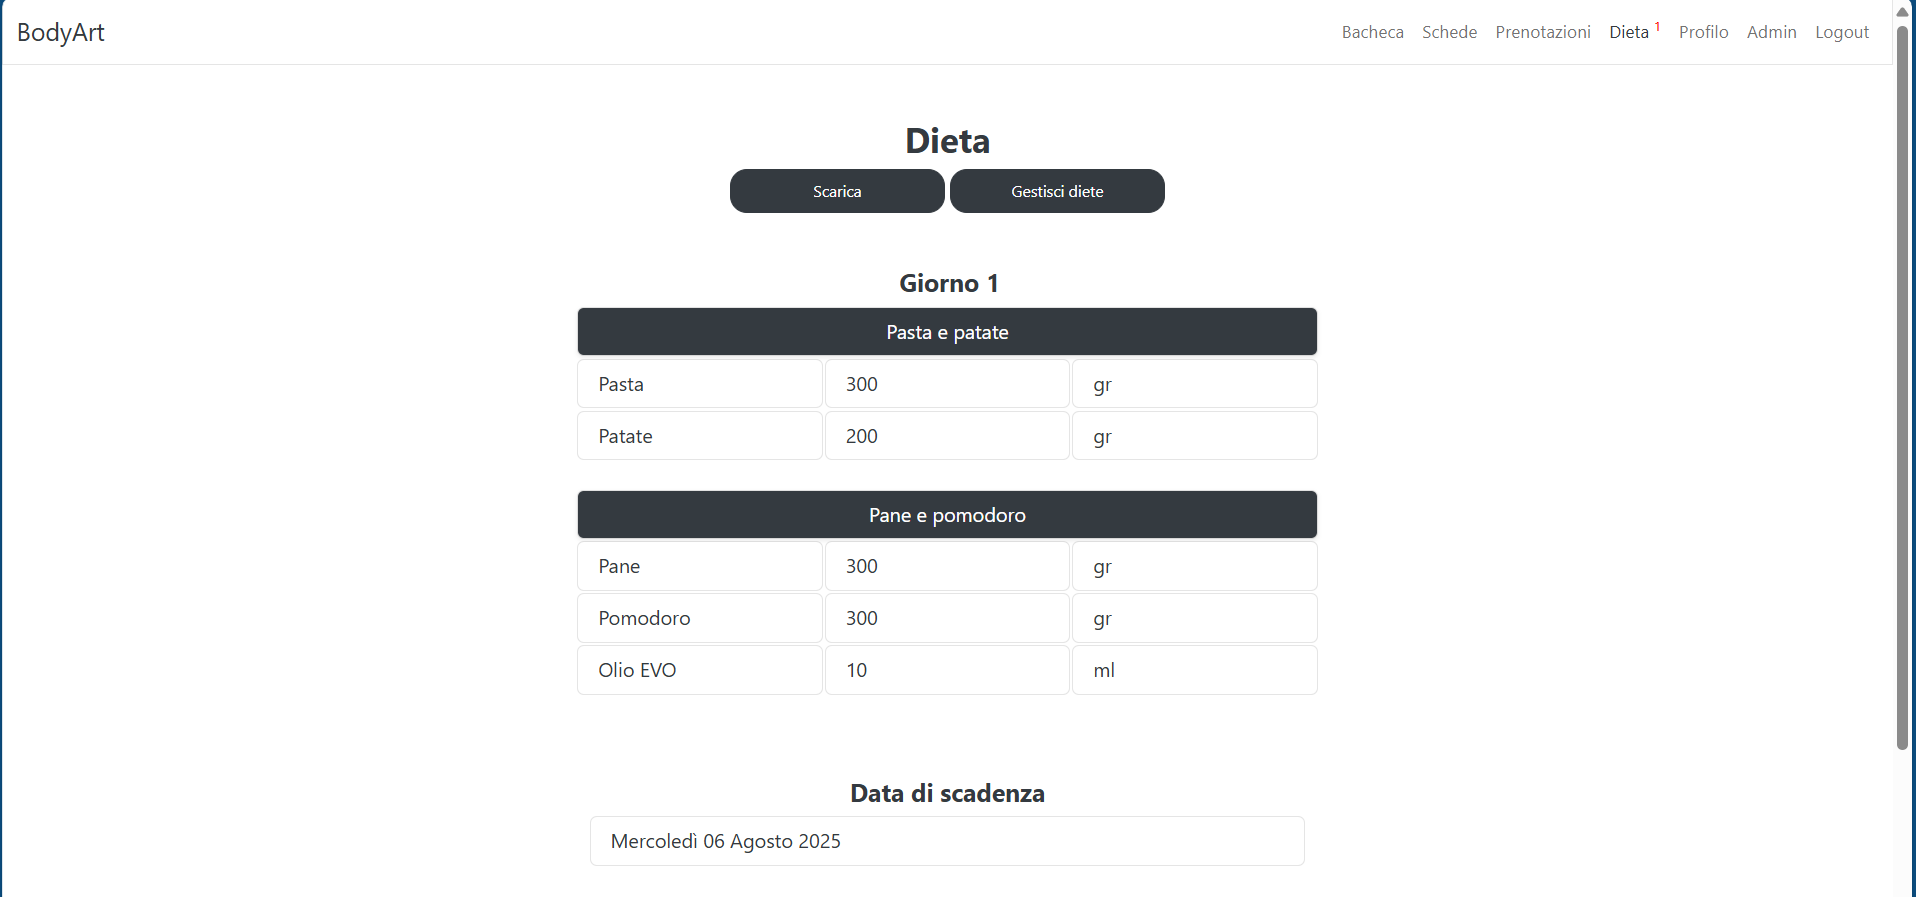 BodyArt
Bacheca Schede Prenotazioni Dieta 1 Profilo Admin Logout
Dieta
Scarica Gestisci diete
Giorno 1
Pasta e patate
Pasta 300 gr
Patate 200 gr
Pane e pomodoro
Pane 300 gr
Pomodoro 300 gr
Olio EVO 10 ml
Data di scadenza
Mercoledì 06 Agosto 2025